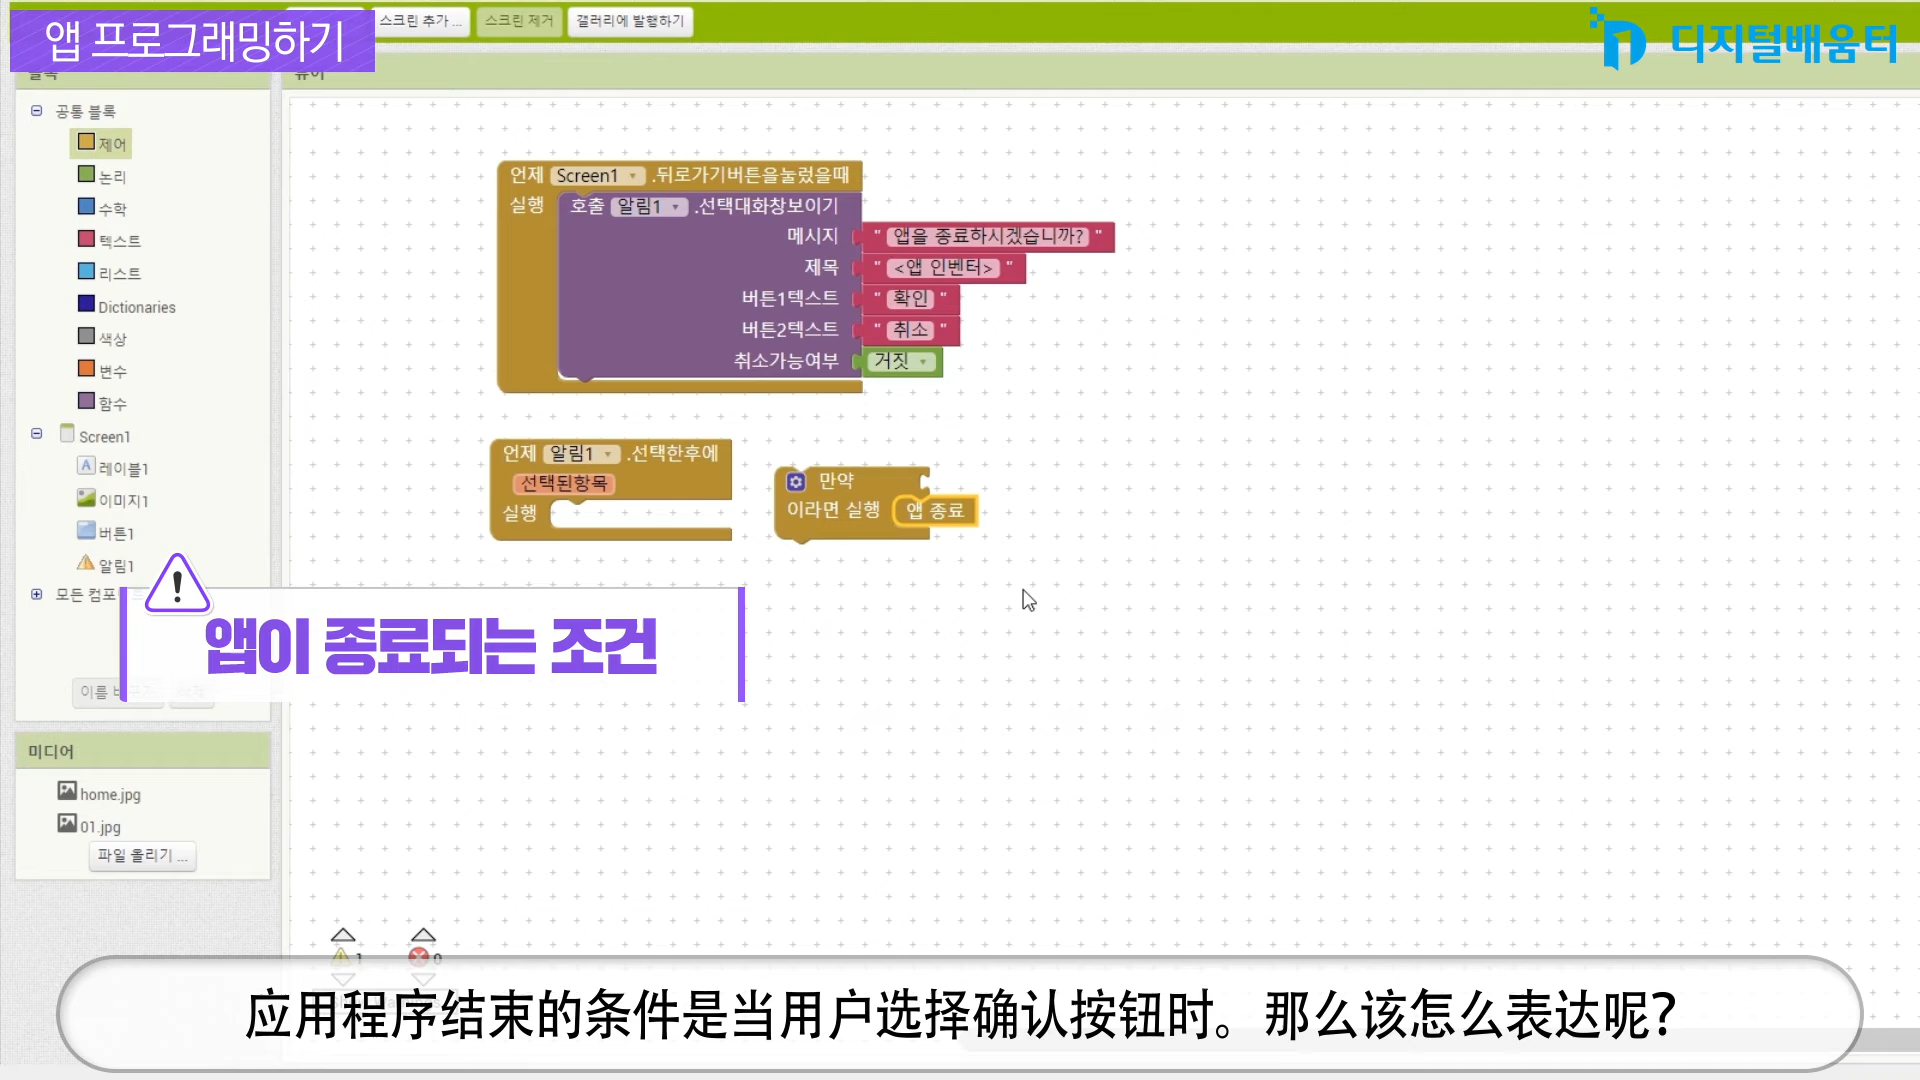 앱 프로그래밍하기
스크린 추가 ...
스크린 제거
갤러리에 발행하기
디지털배움터
블록
뷰어
공통 블록
제어
논리
수학
텍스트
리스트
Dictionaries
색상
변수
함수
Screen1
레이블1
이미지1
버튼1
알림1
모든 컴포
이름
미디어
home.jpg
01.jpg
파일 올리기 ...
언제 Screen1 .뒤로가기버튼을눌렀을때
실행 호출 알림1 .선택대화창보이기
메시지 " 앱을 종료하시겠습니까? "
제목 " <앱 인벤터> "
버튼1텍스트 " 확인 "
버튼2텍스트 " 취소 "
취소가능여부 거짓
언제 알림1 .선택한후에
선택된항목
실행
만약
이라면 실행 앱 종료
앱이 종료되는 조건
1
0
应用程序结束的条件是当用户选择确认按钮时。那么该怎么表达呢?